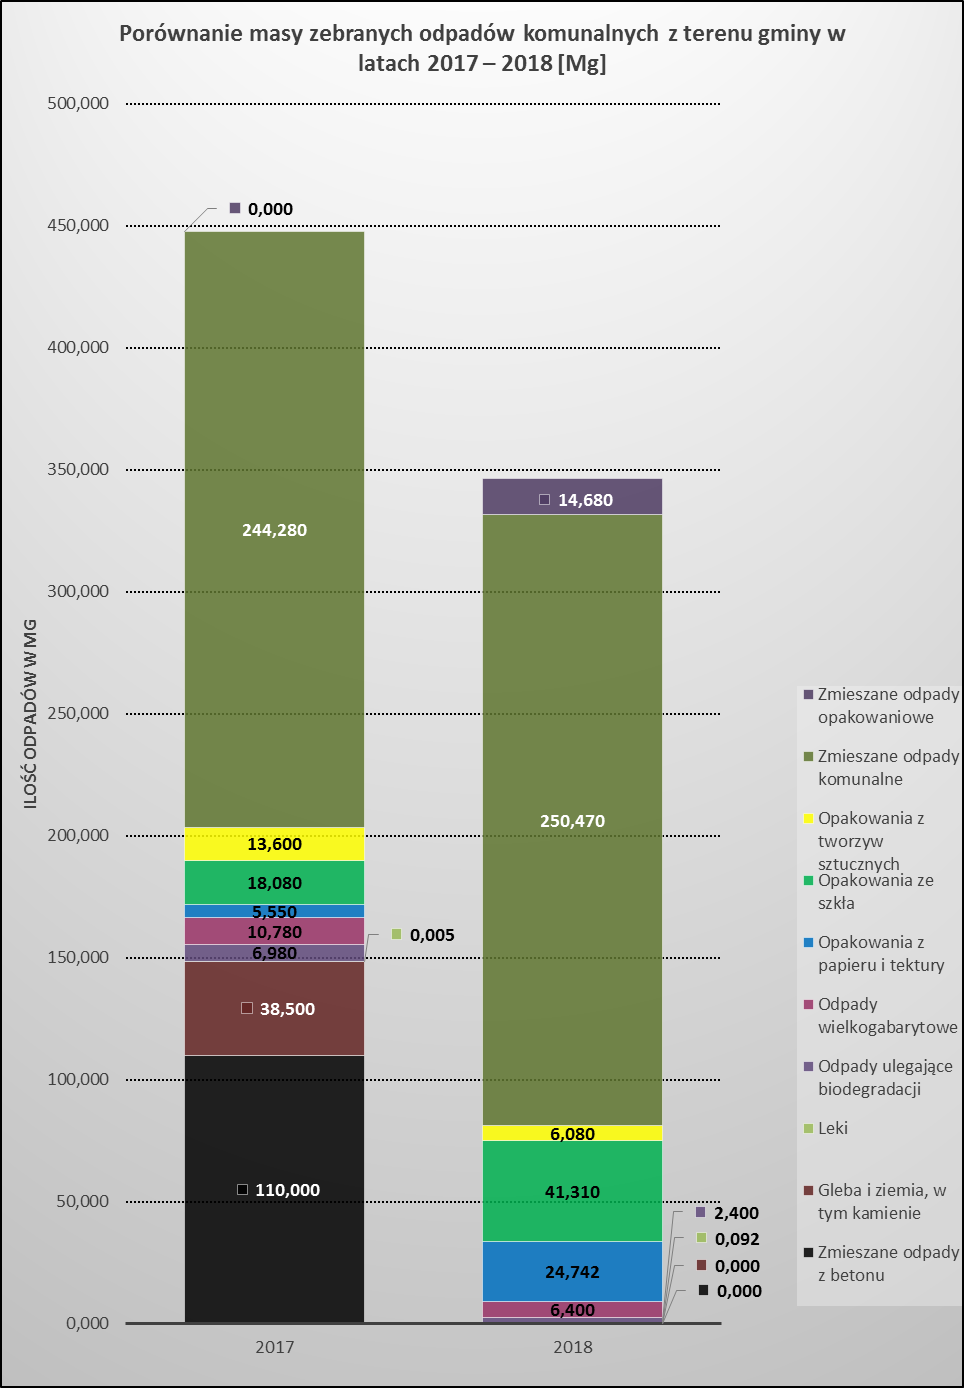 Porównanie masy zebranych odpadów komunalnych z terenu gminy w
latach 2017 – 2018 [Mg]
500,000
450,000
400,000
350,000
300,000
250,000
200,000
150,000
100,000
50,000
0,000
ILOŚĆ ODPADÓW W MG
0,000
244,280
13,600
18,080
5,550
10,780
6,980
0,005
38,500
110,000
14,680
250,470
6,080
41,310
24,742
6,400
2,400
0,092
0,000
0,000
2017
2018
Zmieszane odpady
opakowaniowe
Zmieszane odpady
komunalne
Opakowania z
tworzyw
sztucznych
Opakowania ze
szkła
Opakowania z
papieru i tektury
Odpady
wielkogabarytowe
Odpady ulegające
biodegradacji
Leki
Gleba i ziemia, w
tym kamienie
Zmieszane odpady
z betonu